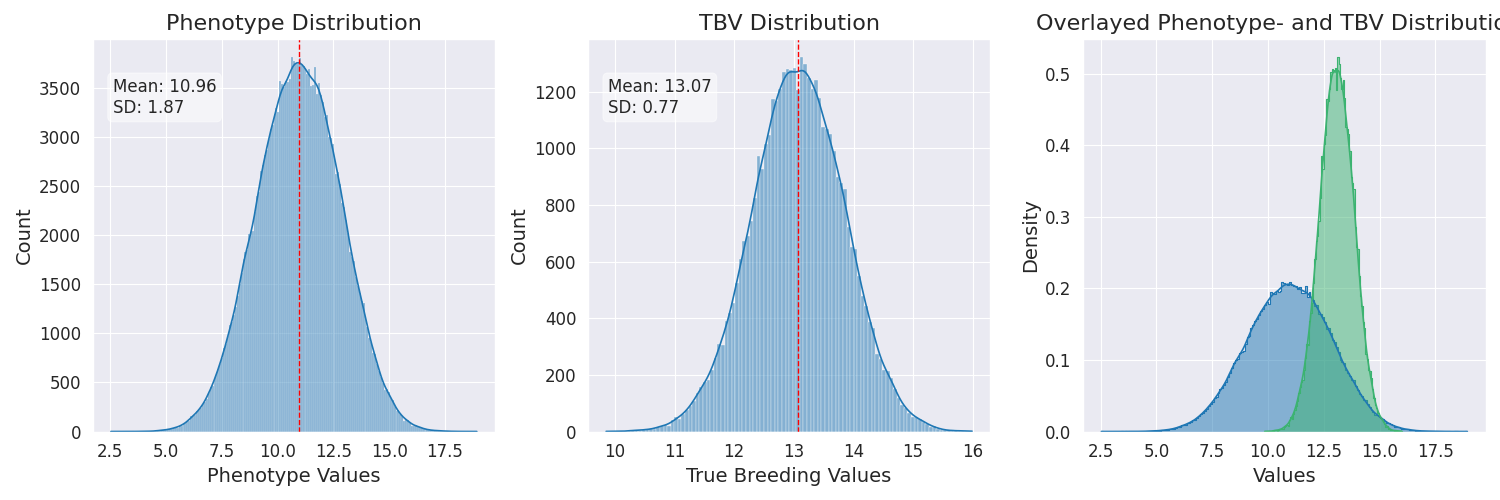 Phenotype Distribution
TBV Distribution
Overlayed Phenotype- and TBV Distributio
Mean: 10.96
SD: 1.87
Mean: 13.07
SD: 0.77
Count
3500
3000
2500
2000
1500
1000
500
0
2.5 5.0 7.5 10.0 12.5 15.0 17.5
Phenotype Values
Count
1200
1000
800
600
400
200
0
10 11 12 13 14 15 16
True Breeding Values
Density
0.5
0.4
0.3
0.2
0.1
0.0
2.5 5.0 7.5 10.0 12.5 15.0 17.5
Values